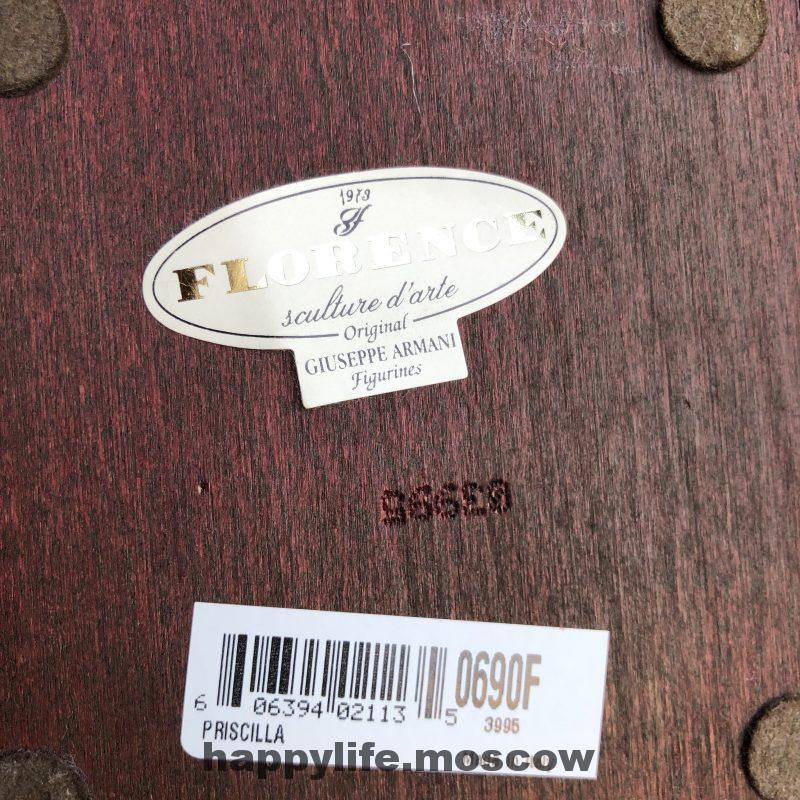 1973
FLORENCE
sculture d'arte
Original
GIUSEPPE ARMANI
Figurines
6 06394 02113 5
0690F
3995
PRISCILLA
happylife.moscow